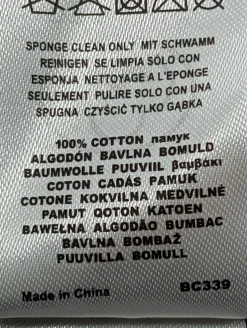 SPONGE CLEAN ONLY MIT SCHWAMM
REINIGEN SE LIMPIA SÓLO CON
ESPONJA NETTOYAGE A L'EPONGE
SEULEMENT PULIRE SOLO CON UNA
SPUGNA CZYŚCIĆ TYLKO GĄBKA
100% COTTON памук
ALGODÓN BAVLNA BOMULD
BAUMWOLLE PUUVIIL βαμβάκι
COTON CADÁS PAMUK
COTONE KOKVILNA MEDVILNĖ
PAMUT QOTON KATOEN
BAWEŁNA ALGODÃO BUMBAC
BAVLNA BOMBAŽ
PUUVILLA BOMULL
Made in China BC339